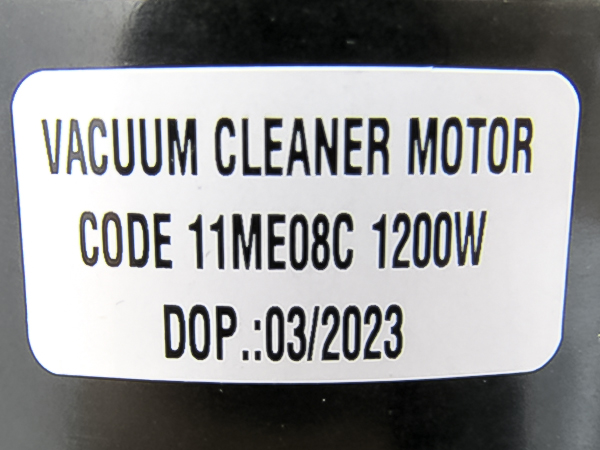 VACUUM CLEANER MOTOR
CODE 11ME08C 1200W
DOP.:03/2023